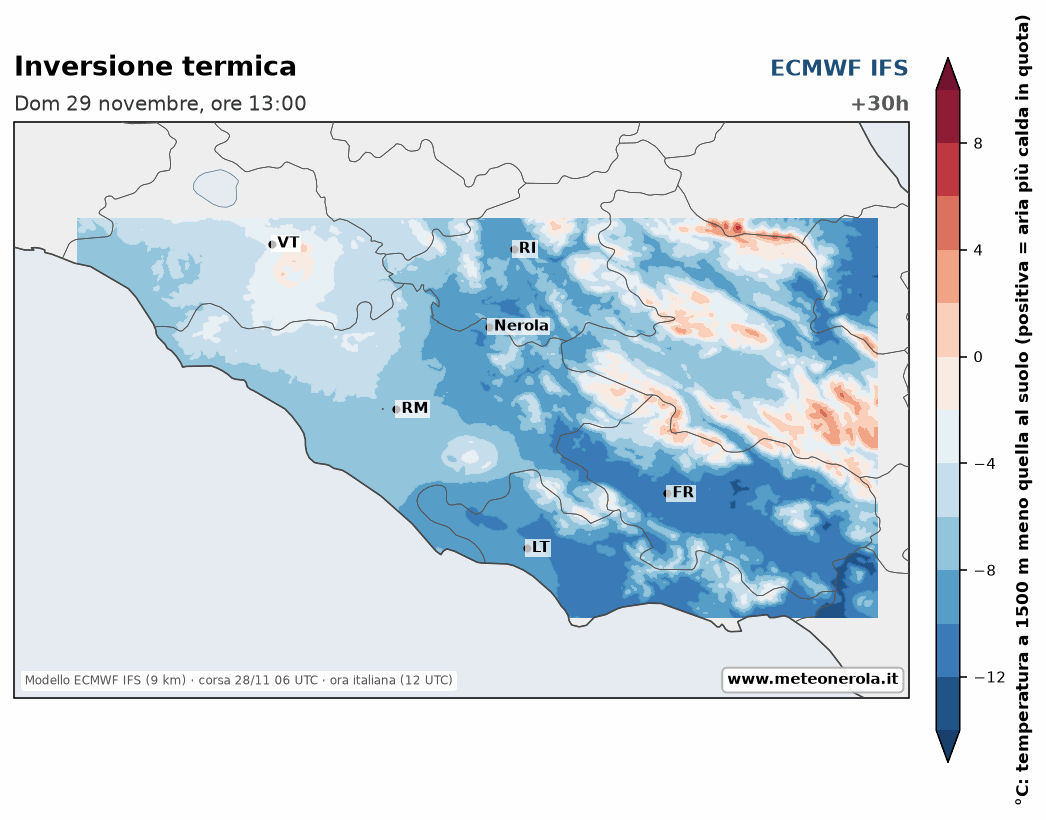 Inversione termica
ECMWF IFS
Dom 29 novembre, ore 13:00
+30h
VT
RI
Nerola
RM
FR
LT
Modello ECMWF IFS (9 km) · corsa 28/11 06 UTC · ora italiana (12 UTC)
www.meteonerola.it
8
4
0
−4
−8
−12
°C: temperatura a 1500 m meno quella al suolo (positiva = aria più calda in quota)